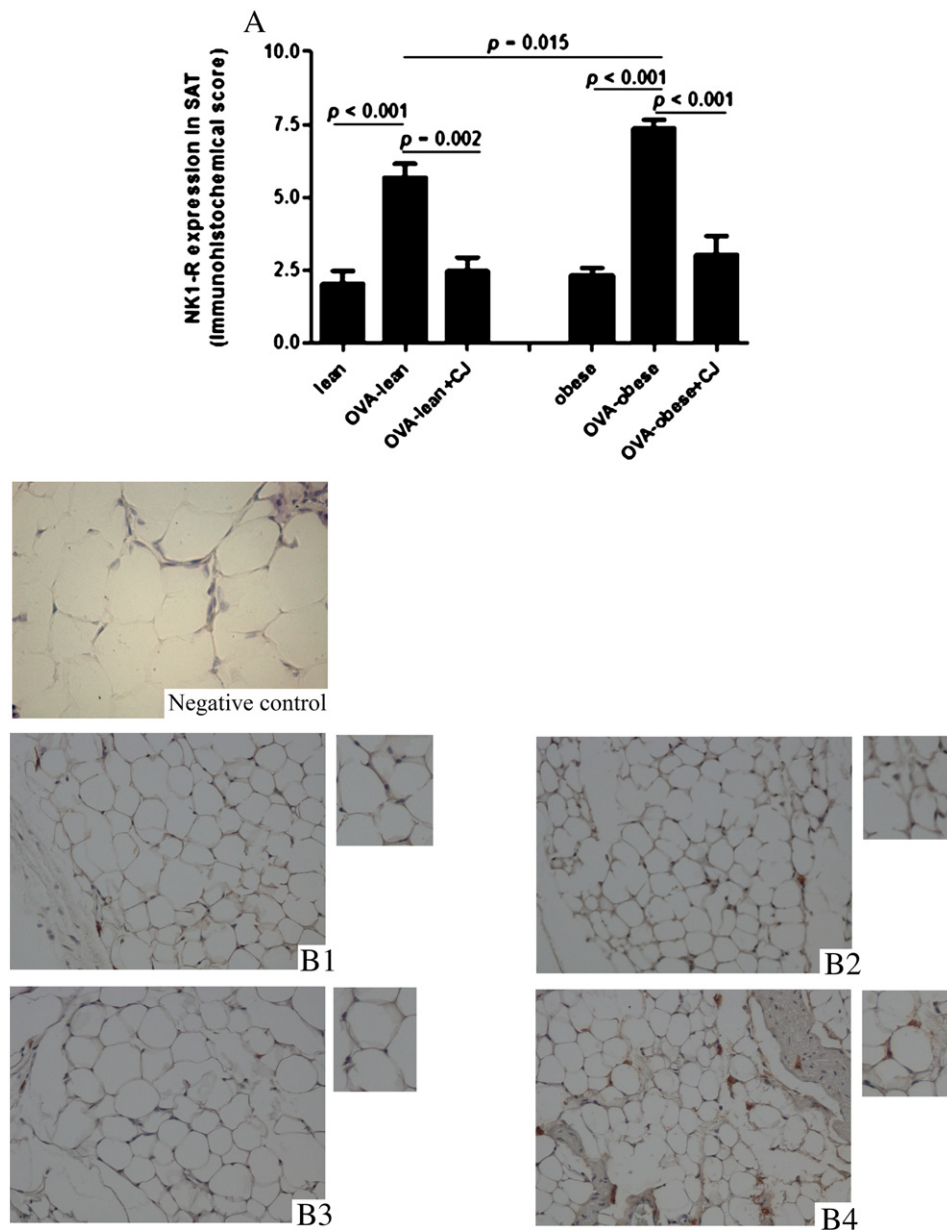 A
10.0
7.5
5.0
2.5
0.0
NK1-R expression in SAT
(Immunohistochemical score)
p - 0.015
p < 0.001
p < 0.001
p < 0.001
p - 0.002
lean
OVA-lean
OVA-lean+CJ
obese
OVA-obese
OVA-obese+CJ
Negative control
B1
B2
B3
B4